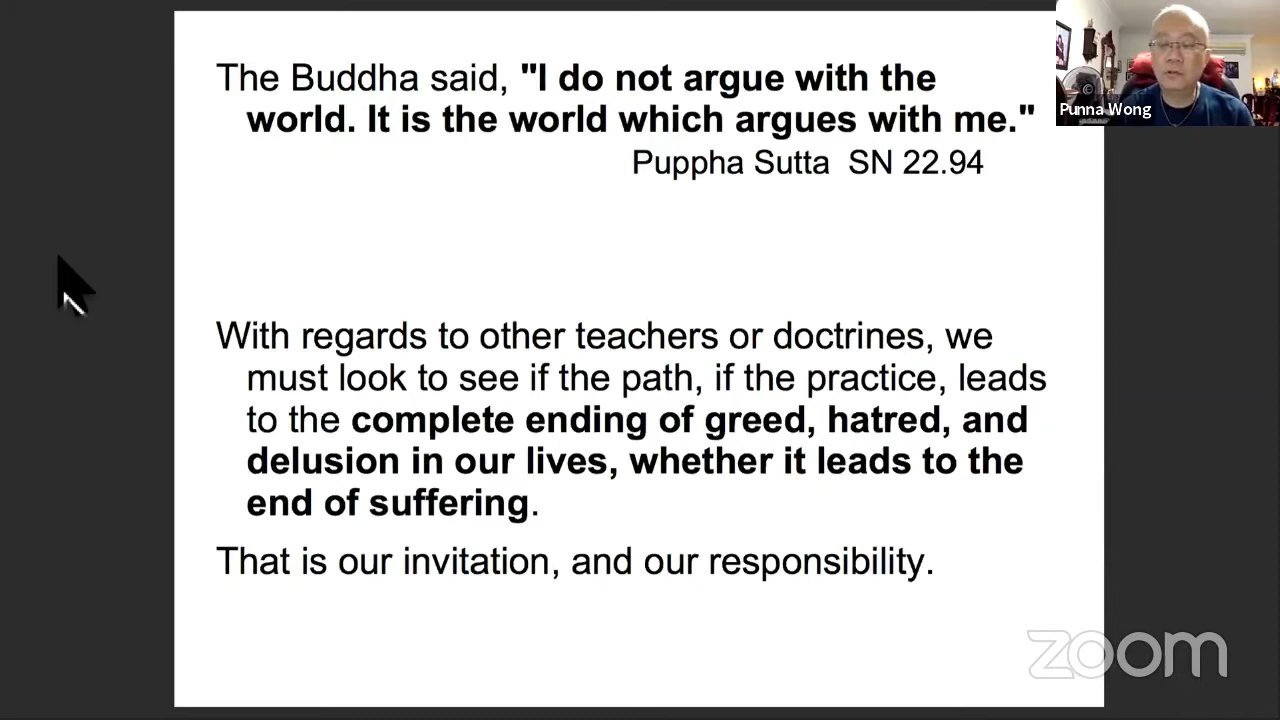 The Buddha said, "I do not argue with the
world. It is the world which argues with me."
Puppha Sutta SN 22.94
With regards to other teachers or doctrines, we
must look to see if the path, if the practice, leads
to the complete ending of greed, hatred, and
delusion in our lives, whether it leads to the
end of suffering.
That is our invitation, and our responsibility.
Punna Wong
zoom